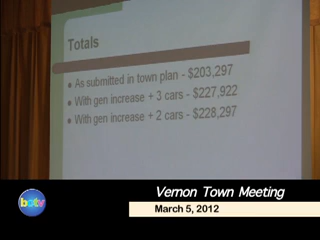 Totals
As submitted in town plan - $203,297
With gen increase + 3 cars - $227,922
With gen increase + 2 cars - $228,297
bctv
Vernon Town Meeting
March 5, 2012